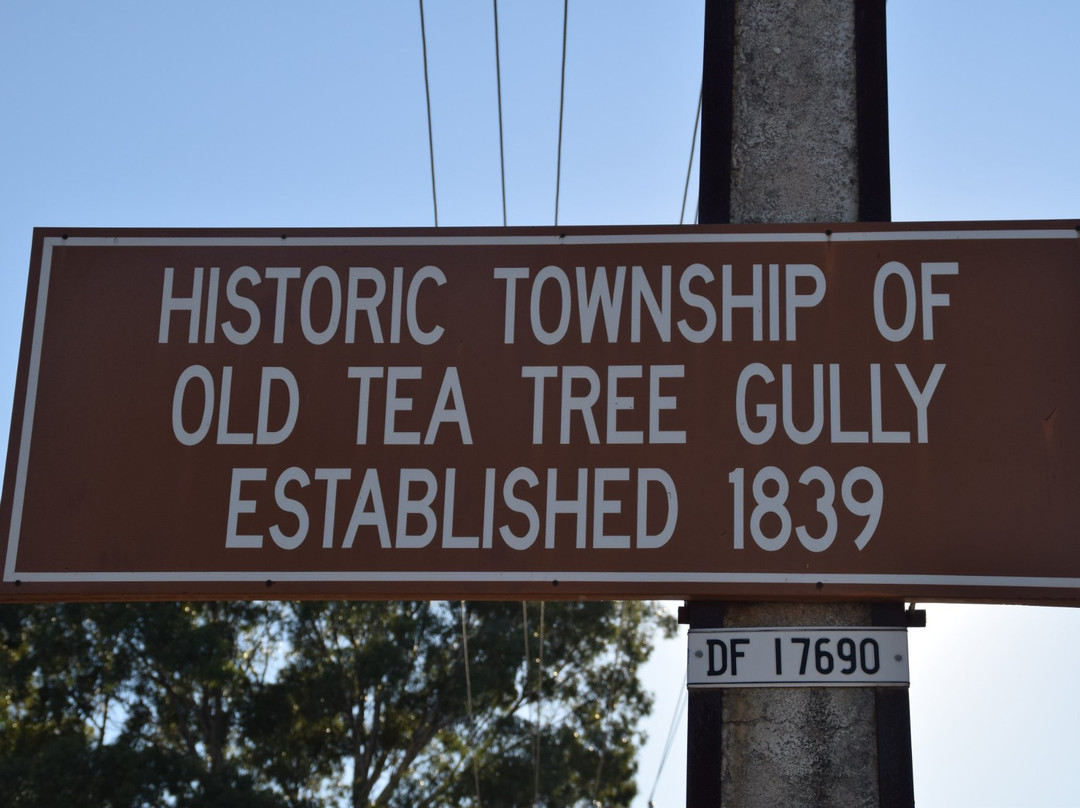 HISTORIC TOWNSHIP OF
OLD TEA TREE GULLY
ESTABLISHED 1839
DF 17690